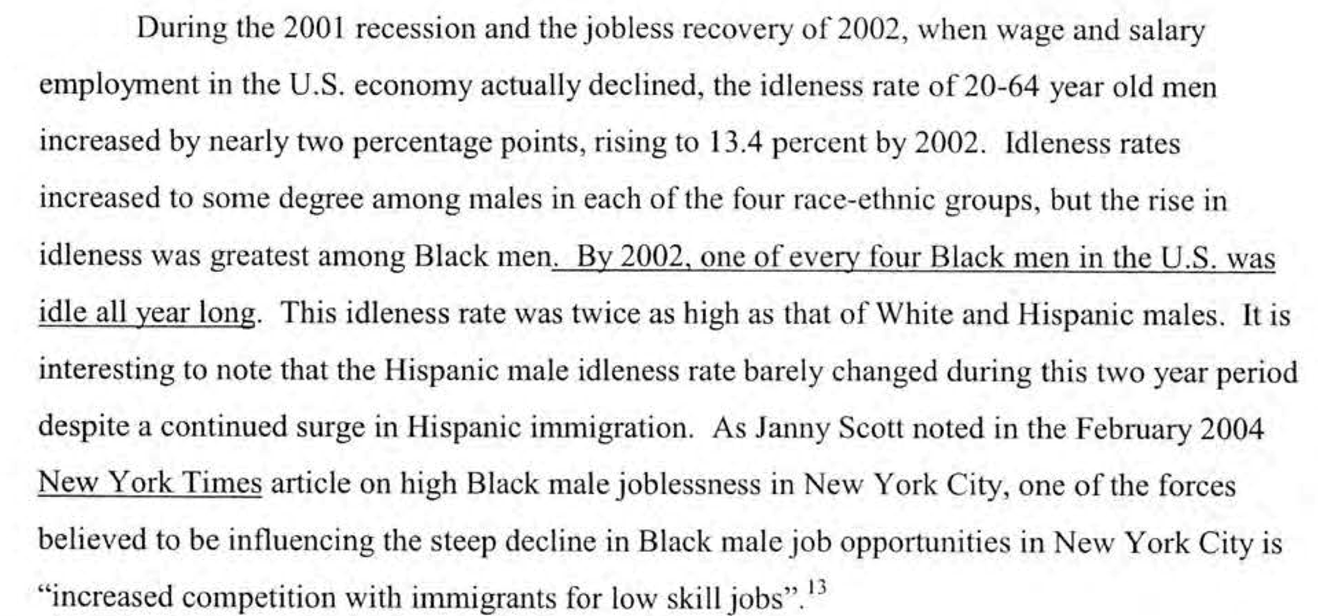 During the 2001 recession and the jobless recovery of 2002, when wage and salary
employment in the U.S. economy actually declined, the idleness rate of 20-64 year old men
increased by nearly two percentage points, rising to 13.4 percent by 2002.  Idleness rates
increased to some degree among males in each of the four race-ethnic groups, but the rise in
idleness was greatest among Black men.  By 2002, one of every four Black men in the U.S. was
idle all year long.  This idleness rate was twice as high as that of White and Hispanic males.  It is
interesting to note that the Hispanic male idleness rate barely changed during this two year period
despite a continued surge in Hispanic immigration.  As Janny Scott noted in the February 2004
New York Times article on high Black male joblessness in New York City, one of the forces
believed to be influencing the steep decline in Black male job opportunities in New York City is
“increased competition with immigrants for low skill jobs”.13